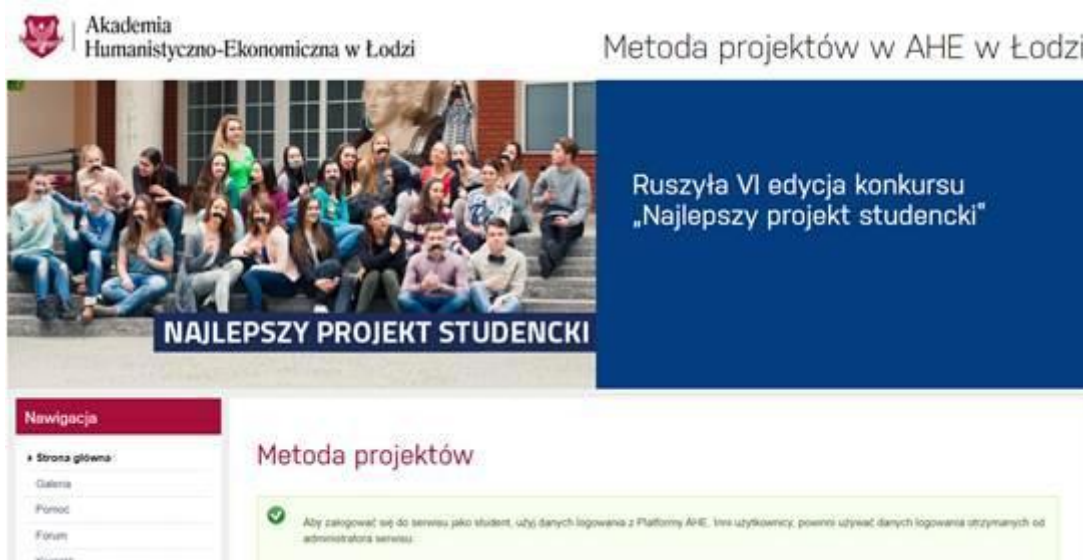 Akademia
Humanistyczno-Ekonomiczna w Łodzi
Metoda projektów w AHE w Łodzi
Ruszyła VI edycja konkursu
„Najlepszy projekt studencki"
NAJLEPSZY PROJEKT STUDENCKI
Nawigacja
Strona główna
Galeria
Pomoc
Forum
Metoda projektów
Aby zalogować się do serwisu jako student, użyj danych logowania z Platformy AHE. Inni użytkownicy, powinni używać danych logowania otrzymanych od
administratora serwisu.